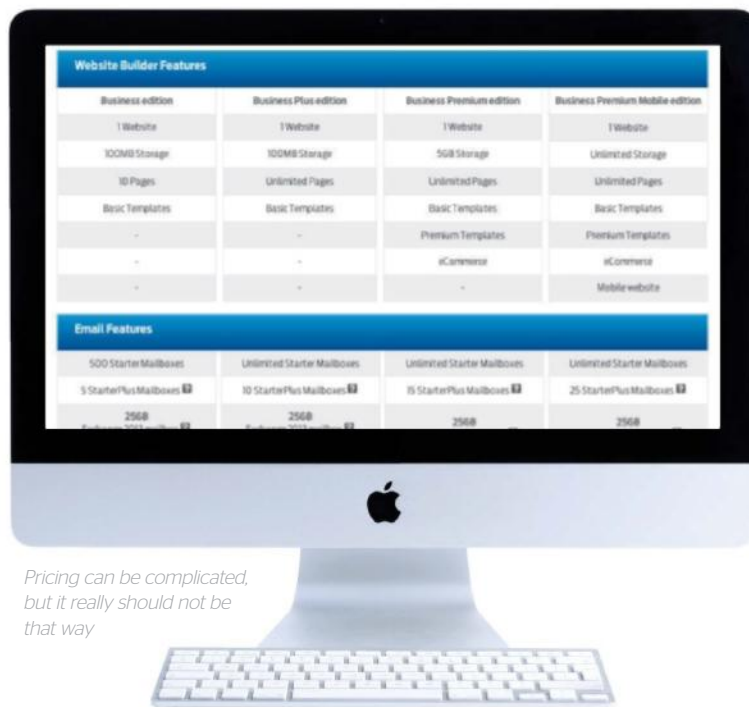 Website Builder Features
Business edition Business Plus edition Business Premium edition Business Premium Mobile edition
1 Website 1 Website 1 Website 1 Website
100MB Storage 100MB Storage 5GB Storage Unlimited Storage
10 Pages Unlimited Pages Unlimited Pages Unlimited Pages
Basic Templates Basic Templates Basic Templates Basic Templates
- - Premium Templates Premium Templates
- - eCommerce eCommerce
- - - Mobile website
Email Features
500 Starter Mailboxes Unlimited Starter Mailboxes Unlimited Starter Mailboxes Unlimited Starter Mailboxes
5 StarterPlus Mailboxes ? 10 StarterPlus Mailboxes ? 15 StarterPlus Mailboxes ? 25 StarterPlus Mailboxes ?
25GB 25GB 25GB 25GB
Pricing can be complicated,
but it really should not be
that way